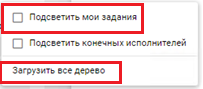 Подсветить мои задания
Подсветить конечных исполнителей
Загрузить все дерево